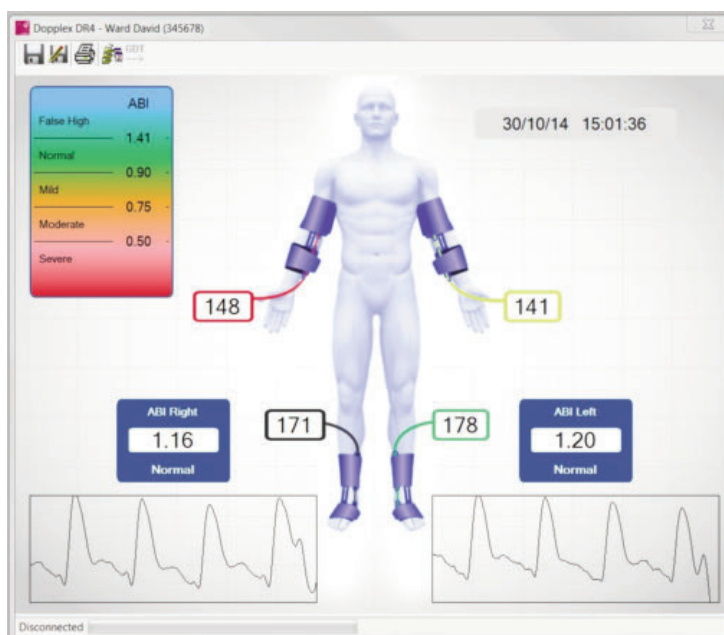 Dopplex DR4 - Ward David (345678)
GDT
ABI
False High
1.41
Normal
0.90
Mild
0.75
Moderate
0.50
Severe
30/10/14 15:01:36
148
141
171
178
ABI Right
1.16
Normal
ABI Left
1.20
Normal
Disconnected